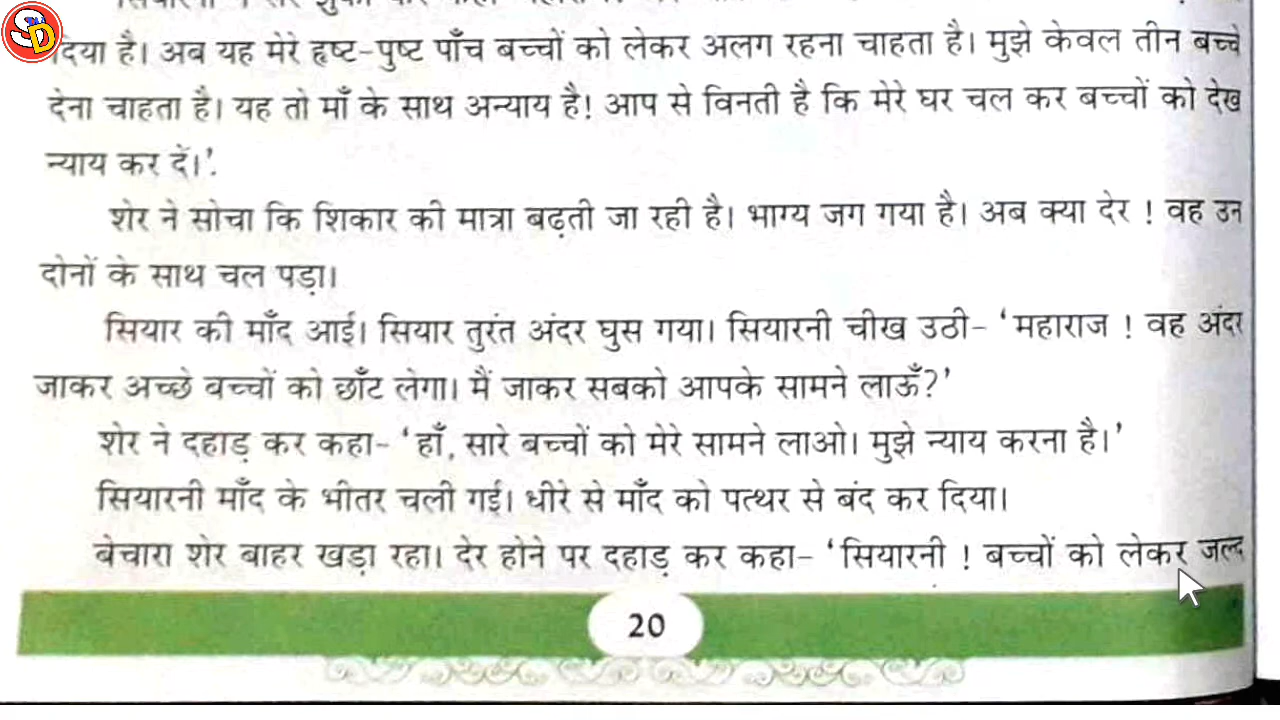 SD
दिया है। अब यह मेरे हृष्ट-पुष्ट पाँच बच्चों को लेकर अलग रहना चाहता है। मुझे केवल तीन बच्चे
देना चाहता है। यह तो माँ के साथ अन्याय है! आप से विनती है कि मेरे घर चल कर बच्चों को देख
न्याय कर दें।'.
शेर ने सोचा कि शिकार की मात्रा बढ़ती जा रही है। भाग्य जग गया है। अब क्या देर ! वह उन
दोनों के साथ चल पड़ा।
सियार की माँद आई। सियार तुरंत अंदर घुस गया। सियारनी चीख उठी- 'महाराज ! वह अंदर
जाकर अच्छे बच्चों को छाँट लेगा। मैं जाकर सबको आपके सामने लाऊँ?'
शेर ने दहाड़ कर कहा- 'हाँ, सारे बच्चों को मेरे सामने लाओ। मुझे न्याय करना है।'
सियारनी माँद के भीतर चली गई। धीरे से माँद को पत्थर से बंद कर दिया।
बेचारा शेर बाहर खड़ा रहा। देर होने पर दहाड़ कर कहा- 'सियारनी ! बच्चों को लेकर जल्द
20